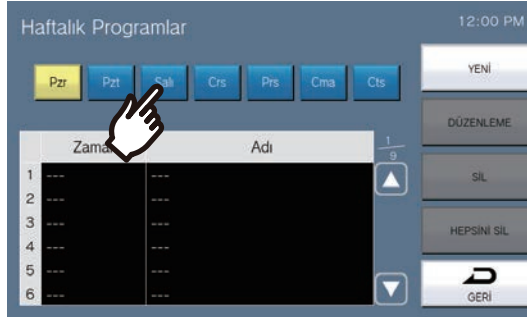 Haftalık Programlar
12:00 PM
Pzr Pzt Salı Crs Prs Cma Cts
YENİ
DÜZENLEME
SİL
HEPSİNİ SİL
GERİ
Adı
1/9
1 --- ---
2 --- ---
3 --- ---
4 --- ---
5 --- ---
6 --- ---